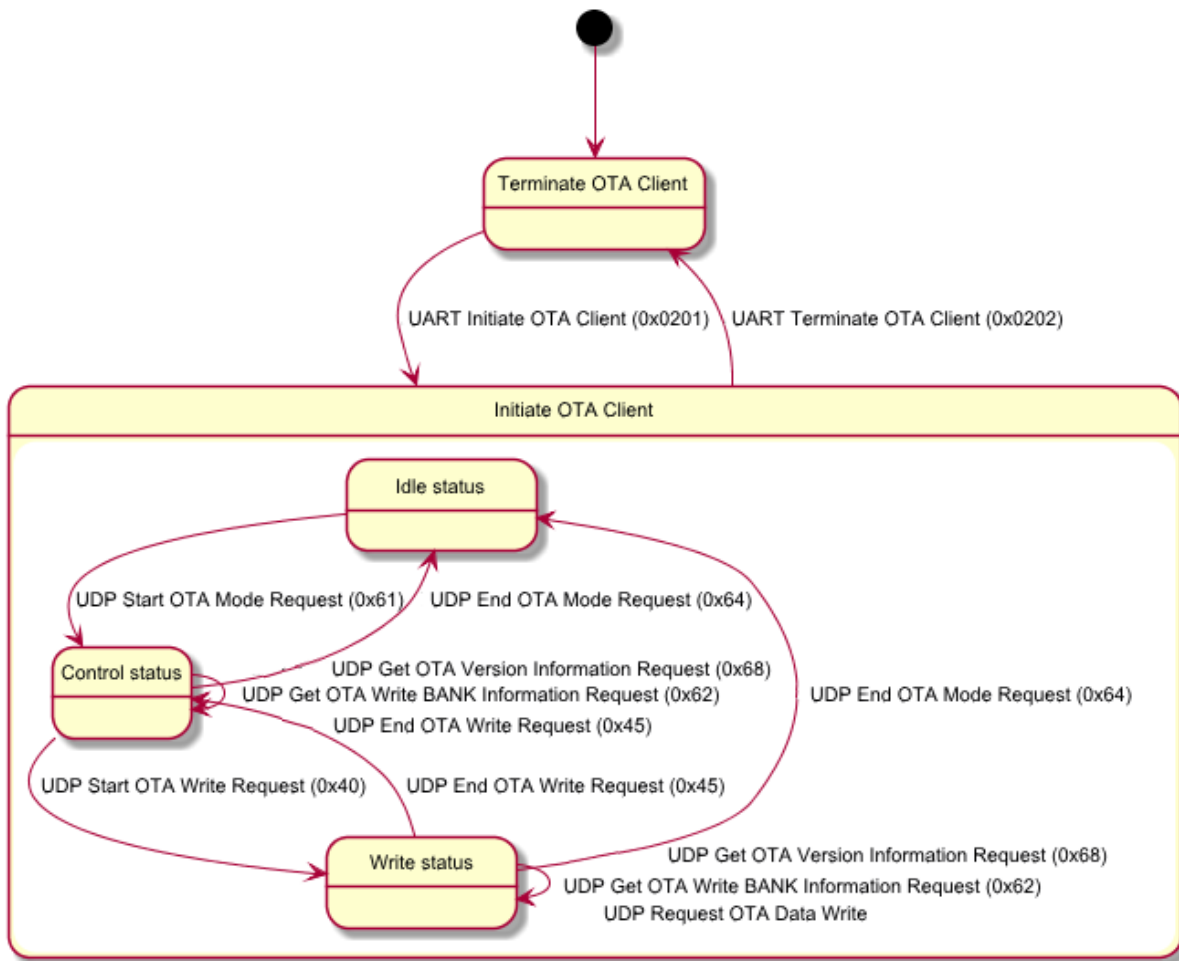 Terminate OTA Client
UART Initiate OTA Client (0x0201)
UART Terminate OTA Client (0x0202)
Initiate OTA Client
Idle status
UDP Start OTA Mode Request (0x61)
UDP End OTA Mode Request (0x64)
Control status
UDP Get OTA Version Information Request (0x68)
UDP Get OTA Write BANK Information Request (0x62)
UDP End OTA Write Request (0x45)
UDP End OTA Mode Request (0x64)
UDP Start OTA Write Request (0x40)
UDP End OTA Write Request (0x45)
Write status
UDP Get OTA Version Information Request (0x68)
UDP Get OTA Write BANK Information Request (0x62)
UDP Request OTA Data Write